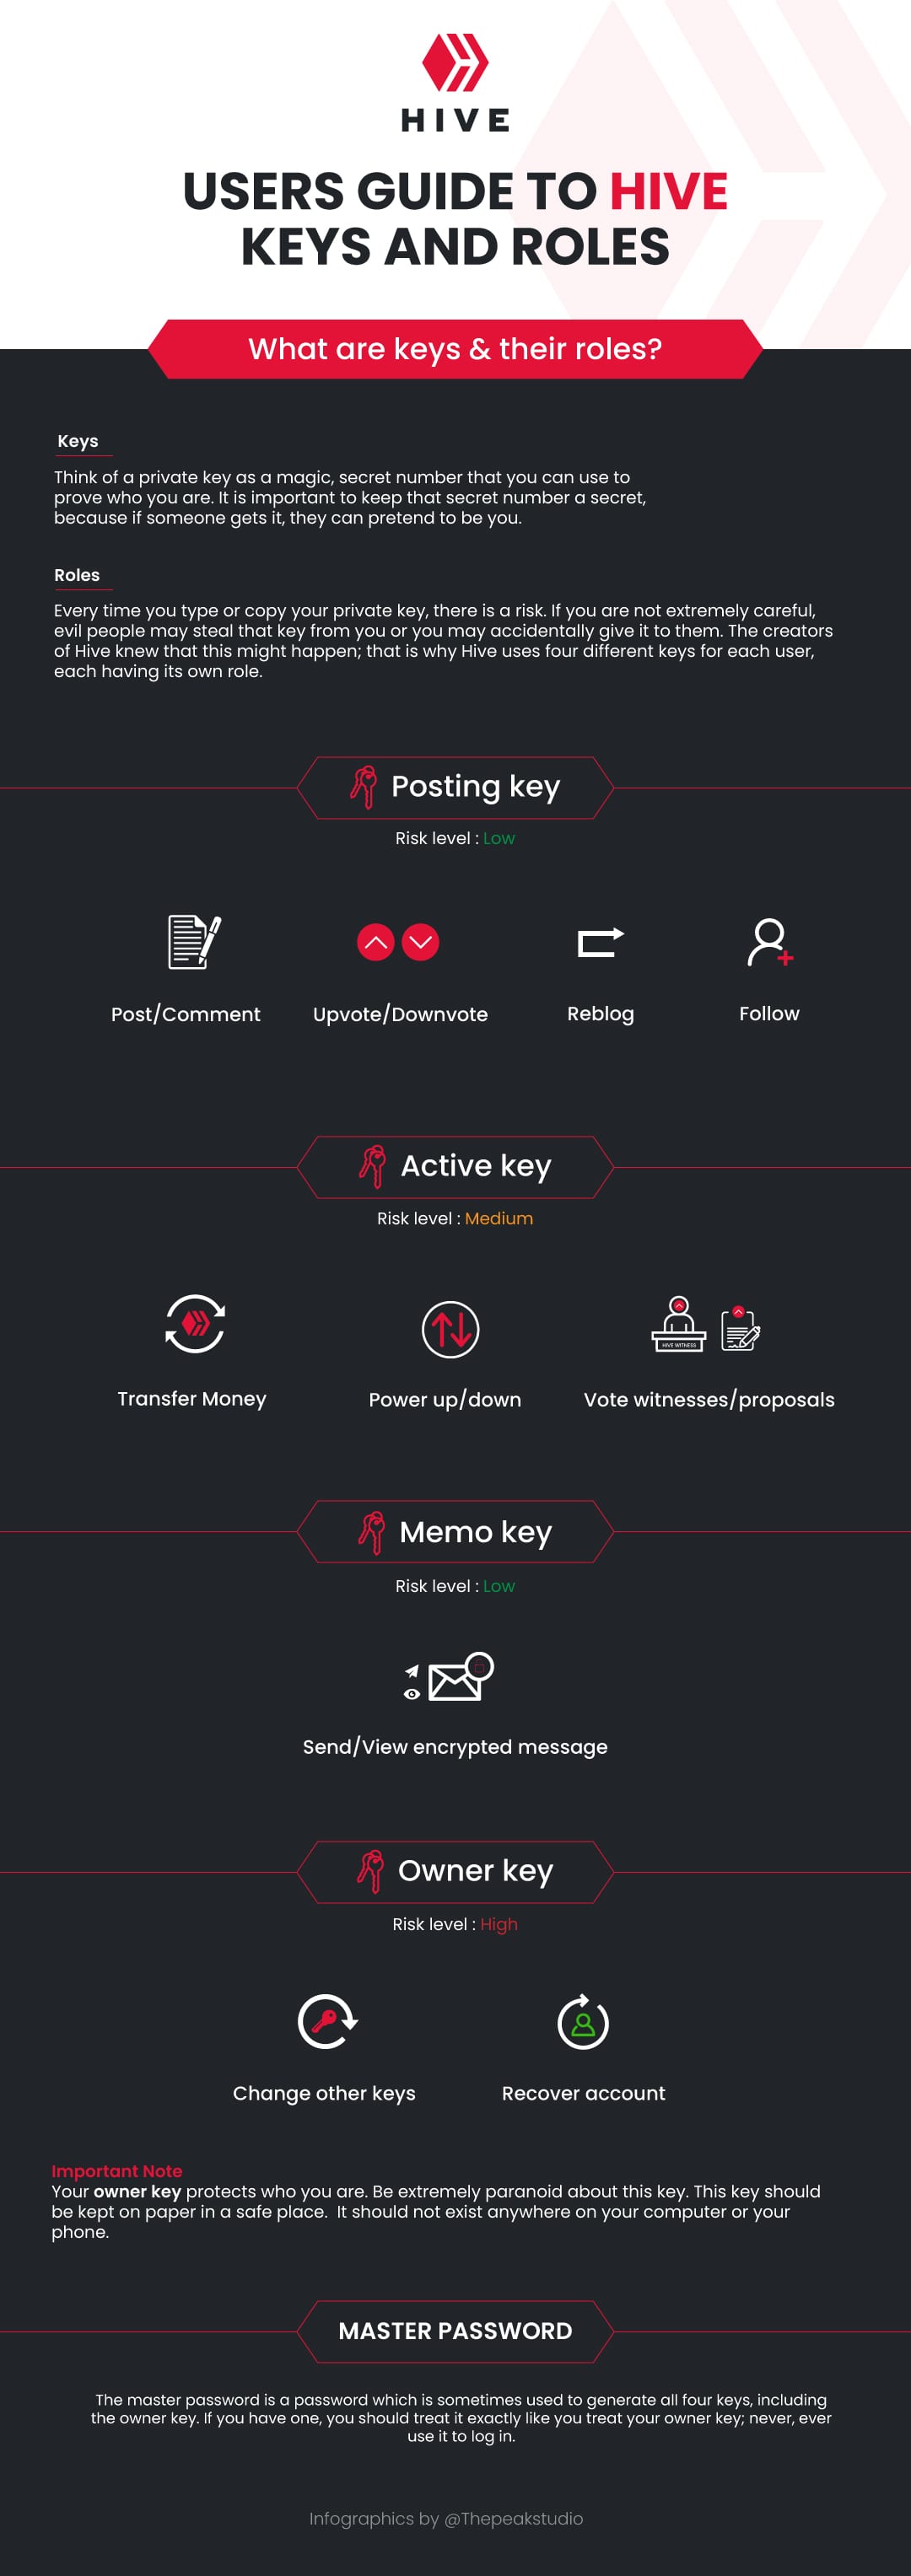 HIVE
USERS GUIDE TO HIVE
KEYS AND ROLES
What are keys & their roles?
Keys
Think of a private key as a magic, secret number that you can use to
prove who you are. It is important to keep that secret number a secret,
because if someone gets it, they can pretend to be you.
Roles
Every time you type or copy your private key, there is a risk. If you are not extremely careful,
evil people may steal that key from you or you may accidentally give it to them. The creators
of Hive knew that this might happen; that is why Hive uses four different keys for each user,
each having its own role.
Posting key
Risk level : Low
Post/Comment Upvote/Downvote Reblog Follow
Active key
Risk level : Medium
HIVE WITNESS
Transfer Money Power up/down Vote witnesses/proposals
Memo key
Risk level : Low
Send/View encrypted message
Owner key
Risk level : High
Change other keys Recover account
Important Note
Your owner key protects who you are. Be extremely paranoid about this key. This key should
be kept on paper in a safe place. It should not exist anywhere on your computer or your
phone.
MASTER PASSWORD
The master password is a password which is sometimes used to generate all four keys, including
the owner key. If you have one, you should treat it exactly like you treat your owner key; never, ever
use it to log in.
Infographics by @Thepeakstudio